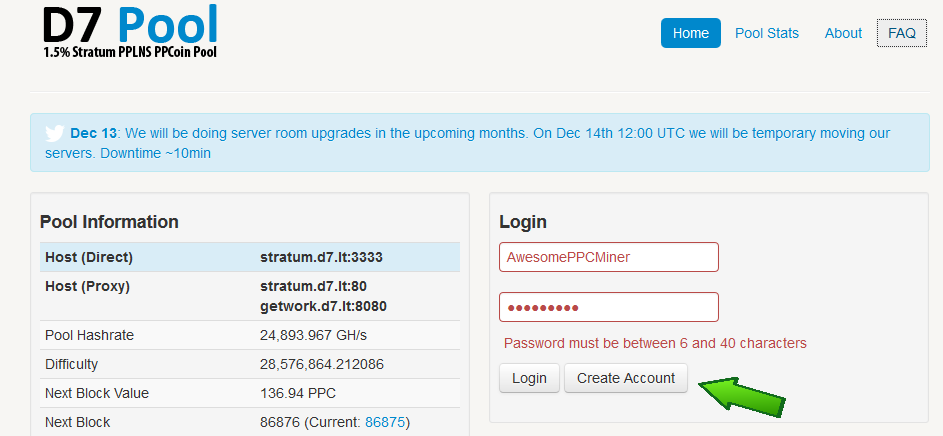 D7 Pool
1.5% Stratum PPLNS PPCoin Pool
Home Pool Stats About FAQ
Dec 13: We will be doing server room upgrades in the upcoming months. On Dec 14th 12:00 UTC we will be temporary moving our
servers. Downtime ~10min
Pool Information
Host (Direct) stratum.d7.lt:3333
Host (Proxy) stratum.d7.lt:80
getwork.d7.lt:8080
Pool Hashrate 24,893.967 GH/s
Difficulty 28,576,864.212086
Next Block Value 136.94 PPC
Next Block 86876 (Current: 86875)
Login
AwesomePPCMiner
●●●●●●●●●
Password must be between 6 and 40 characters
Login Create Account